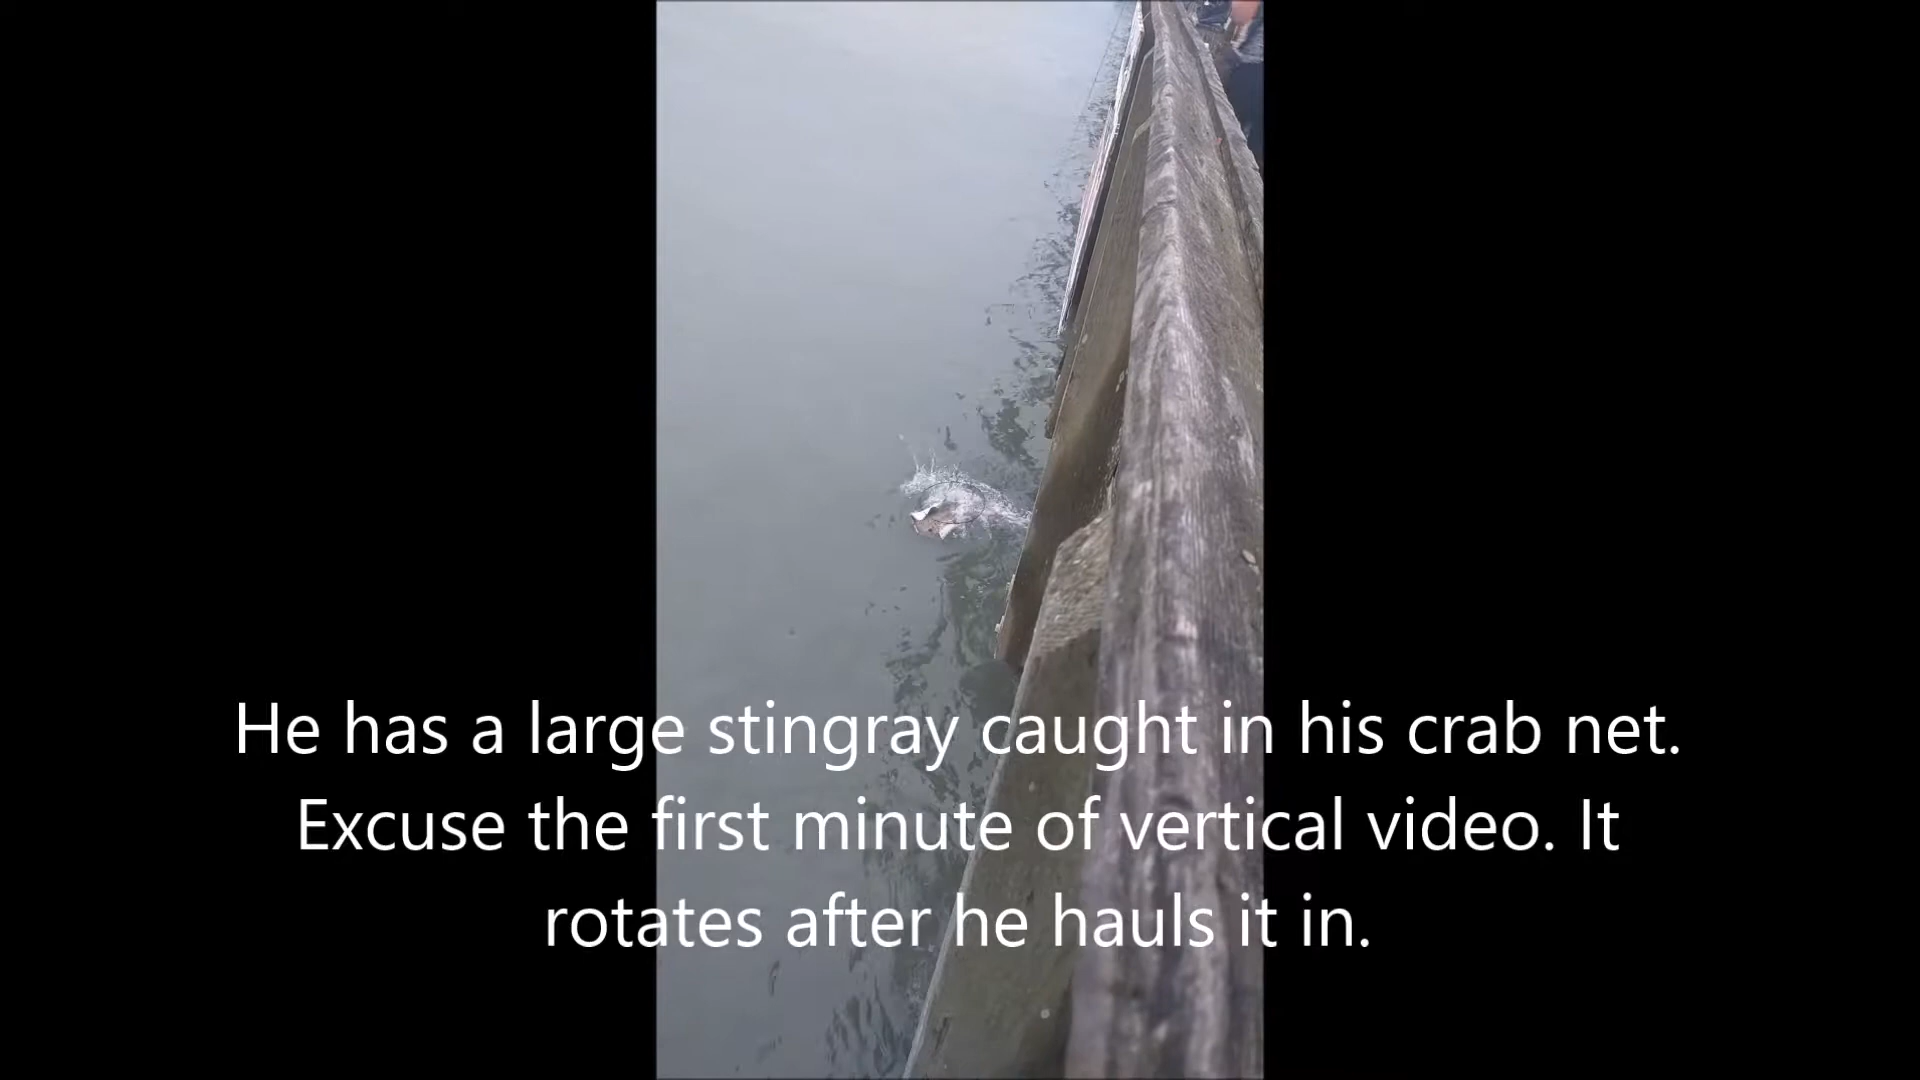 He has a large stingray caught in his crab net.
Excuse the first minute of vertical video. It
rotates after he hauls it in.